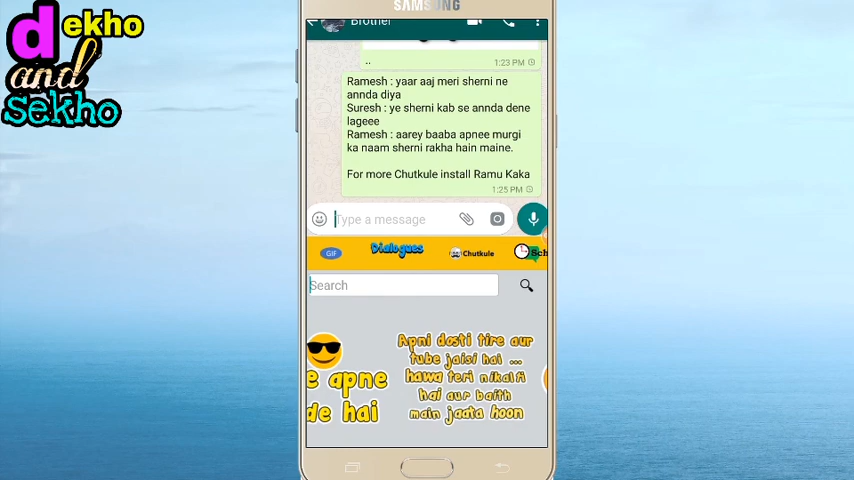 dekho
and
sekho
SAMSUNG
Brother
..
1:23 PM
Ramesh : yaar aaj meri sherni ne
annda diya
Suresh : ye sherni kab se annda dene
lageee
Ramesh : aarey baaba apnee murgi
ka naam sherni rakha hain maine.
For more Chutkule install Ramu Kaka
1:25 PM
Type a message
GIF
Dialogues
Chutkule
Sch
Search
e apne
de hai
Apni dosti tire aur
tube jaisi hai ...
hawa teri nikalti
hai aur baith
main jaata hoon